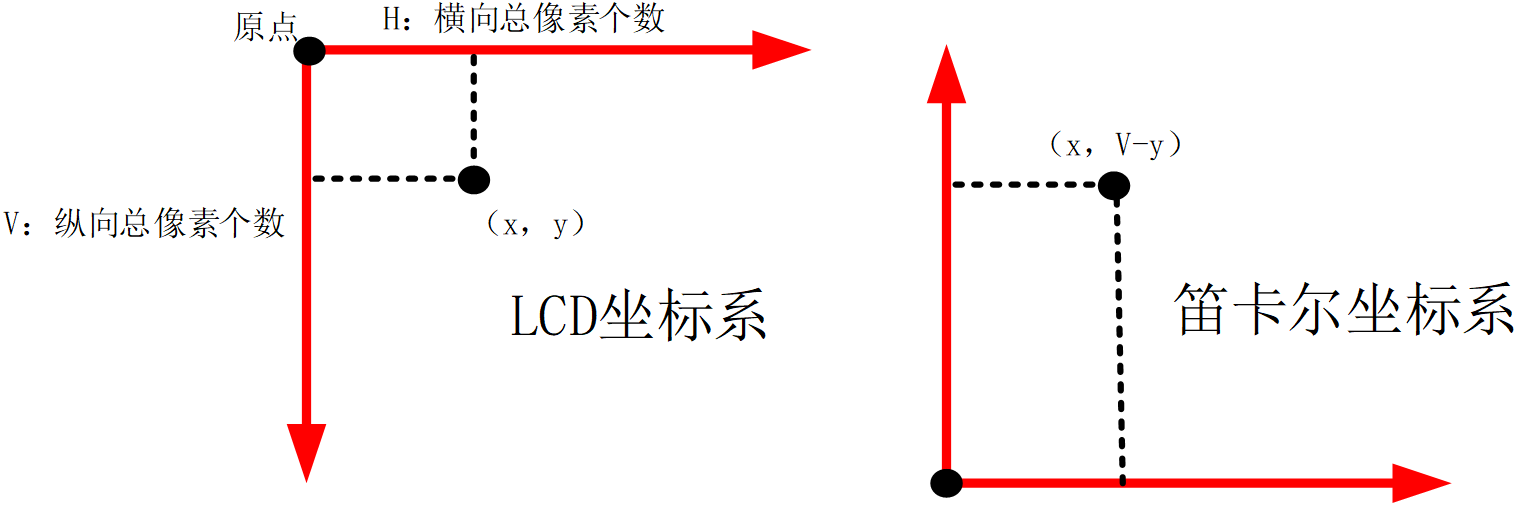 原点
H：横向总像素个数
V：纵向总像素个数
（x，y）
LCD坐标系
（x，V-y）
笛卡尔坐标系